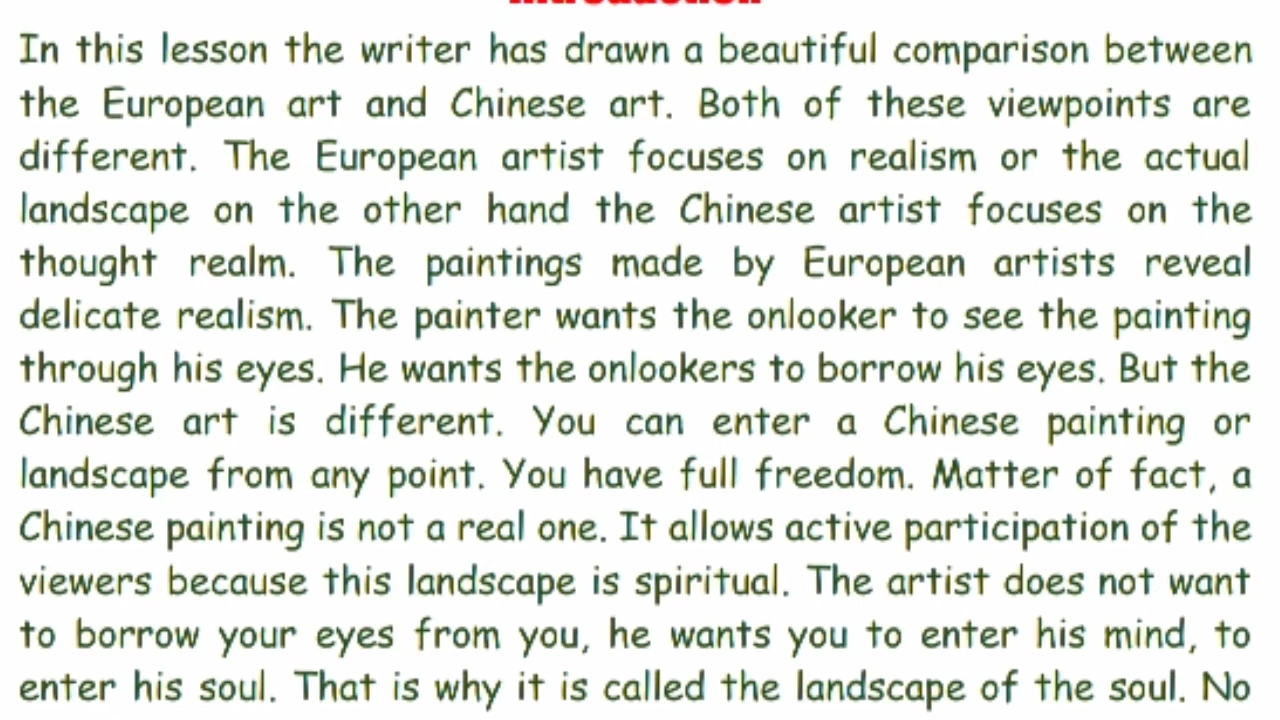 Introduction
In this lesson the writer has drawn a beautiful comparison between
the European art and Chinese art. Both of these viewpoints are
different. The European artist focuses on realism or the actual
landscape on the other hand the Chinese artist focuses on the
thought realm. The paintings made by European artists reveal
delicate realism. The painter wants the onlooker to see the painting
through his eyes. He wants the onlookers to borrow his eyes. But the
Chinese art is different. You can enter a Chinese painting or
landscape from any point. You have full freedom. Matter of fact, a
Chinese painting is not a real one. It allows active participation of the
viewers because this landscape is spiritual. The artist does not want
to borrow your eyes from you, he wants you to enter his mind, to
enter his soul. That is why it is called the landscape of the soul. No